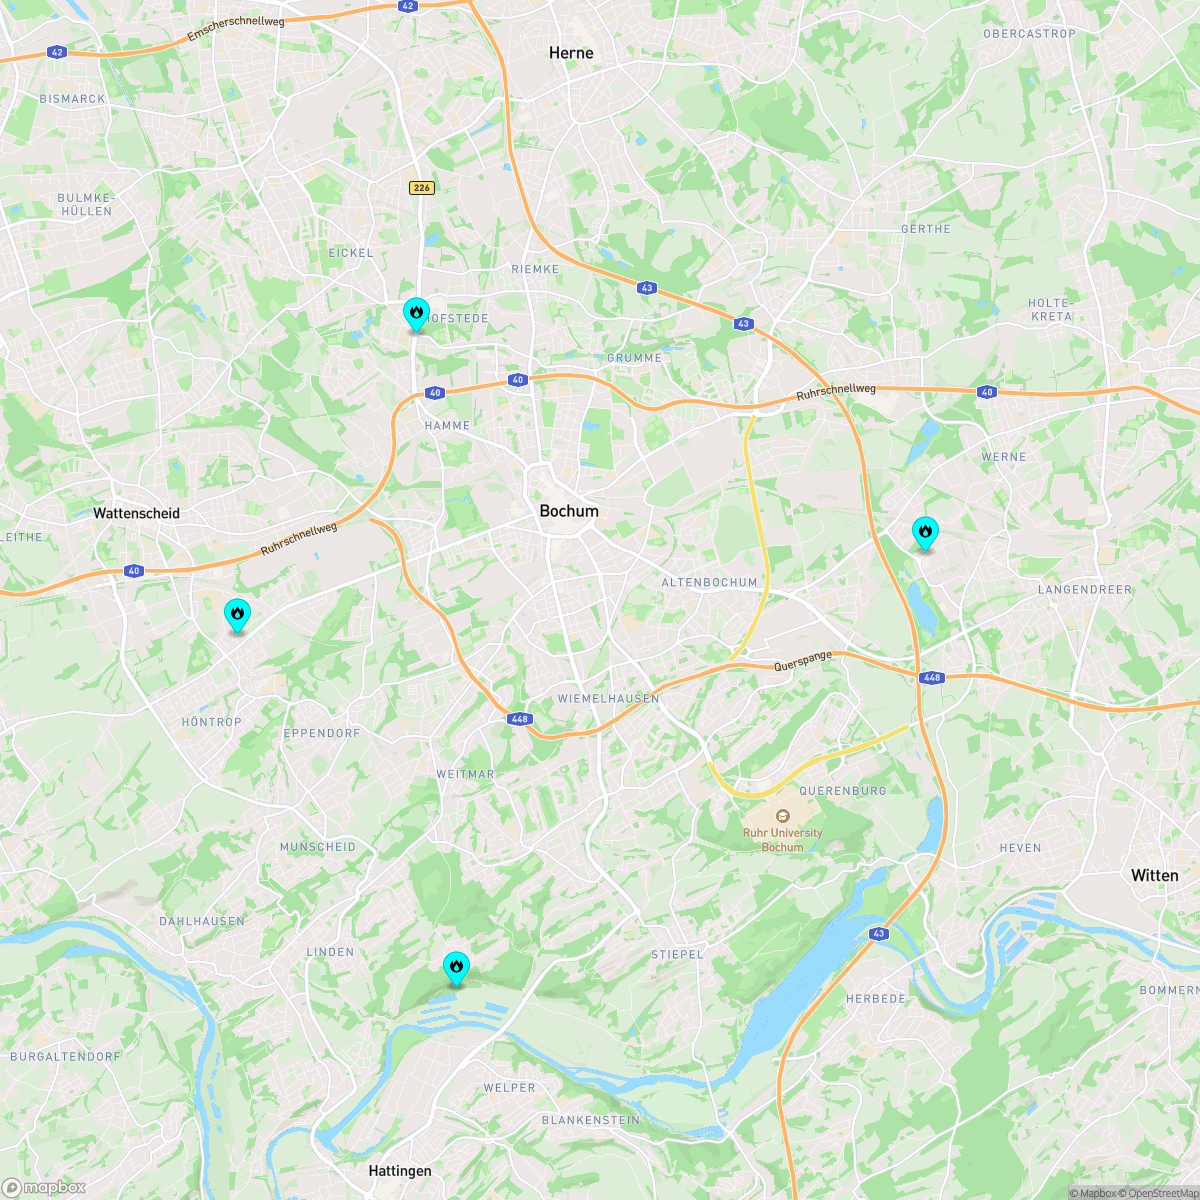 42
Emscherschnellweg
42
Herne
OBERCASTROP
BISMARCK
226
BULMKE-
HÜLLEN
GERTHE
EICKEL
RIEMKE
43
HOLTE-
KRETA
HOFSTEDE
43
GRUMME
40
40
Ruhrschnellweg
40
HAMME
WERNE
Wattenscheid
Bochum
LEITHE
Ruhrschnellweg
40
ALTENBOCHUM
LANGENDREER
Querspange
448
WIEMELHAUSEN
HÖNTROP
448
EPPENDORF
WEITMAR
QUERENBURG
Ruhr University
Bochum
MUNSCHEID
HEVEN
Witten
DAHLHAUSEN
43
LINDEN
STIEPEL
BOMMERN
HERBEDE
BURGALTENDORF
WELPER
BLANKENSTEIN
Hattingen
mapbox
© Mapbox © OpenStreetMap